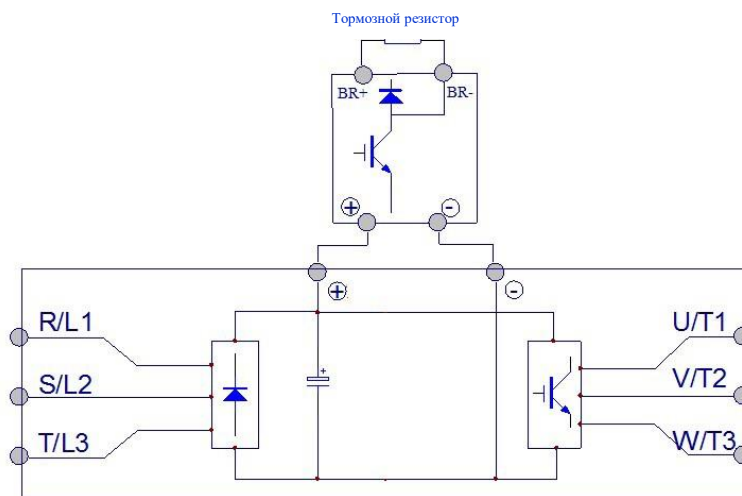 Тормозной резистор
BR+
BR-
+
-
+
-
+
R/L1
U/T1
S/L2
V/T2
T/L3
W/T3